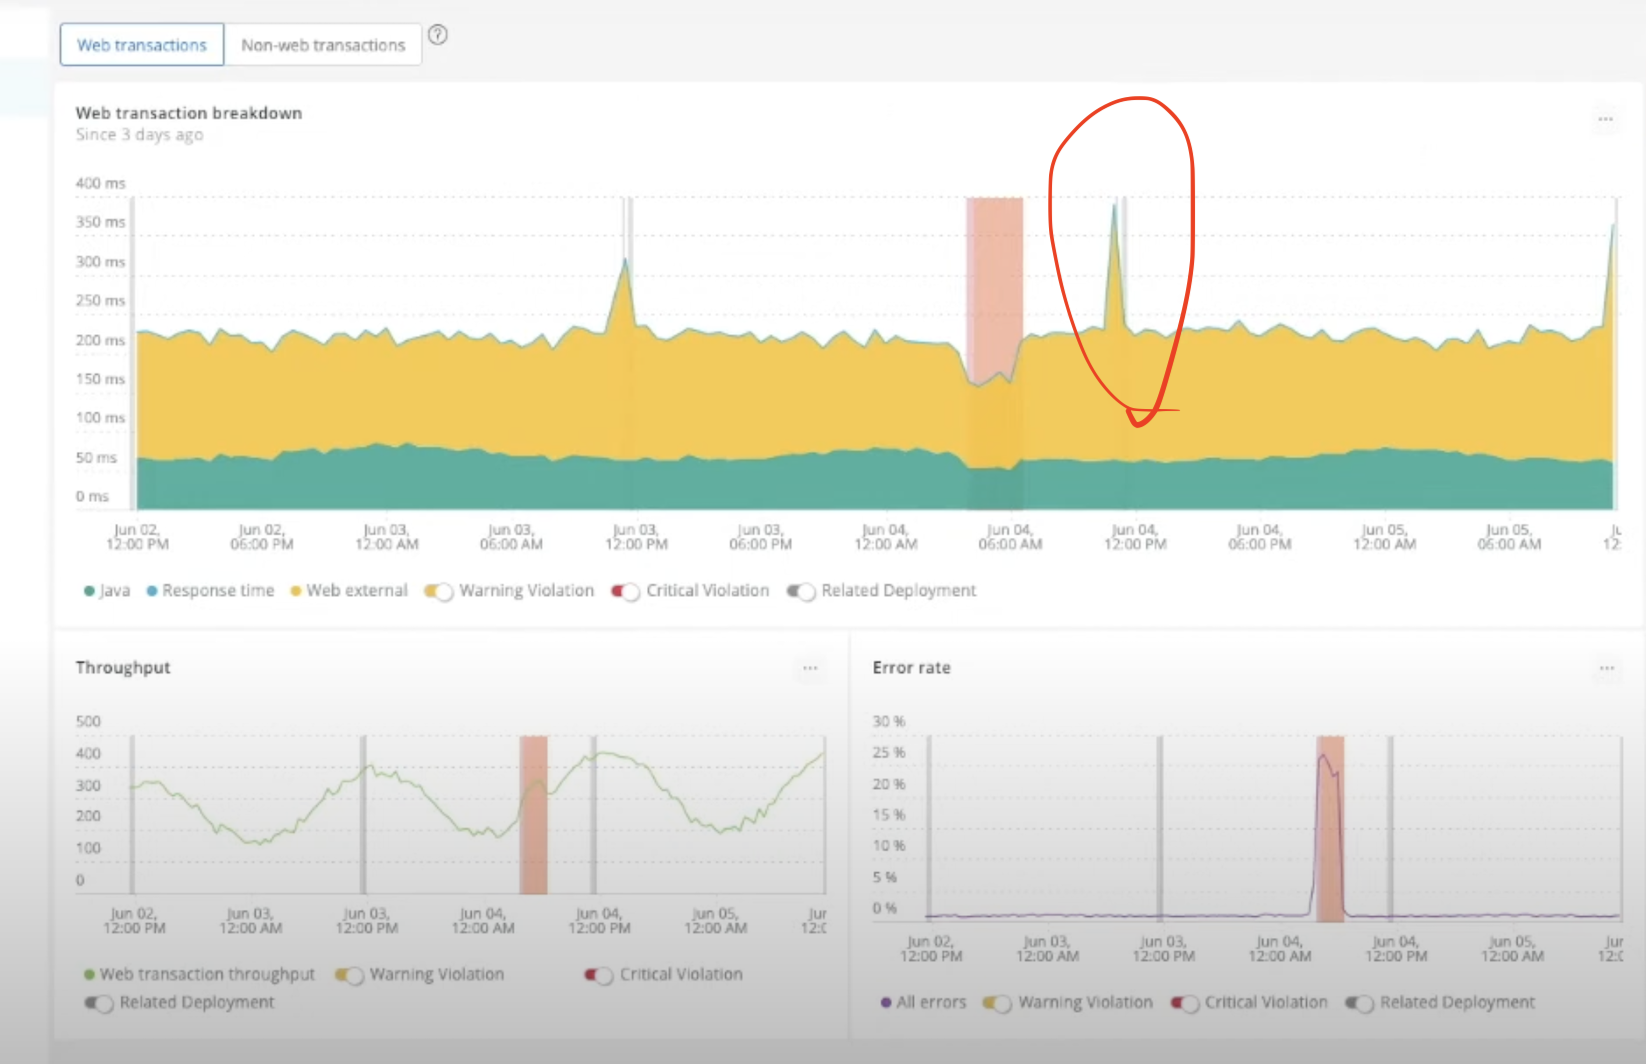 Web transactions Non-web transactions ?
Web transaction breakdown
Since 3 days ago
...
400 ms
350 ms
300 ms
250 ms
200 ms
150 ms
100 ms
50 ms
0 ms
Jun 02, Jun 02, Jun 03, Jun 03, Jun 03, Jun 03, Jun 04, Jun 04, Jun 04, Jun 04, Jun 05, Jun 05,
12:00 PM 06:00 PM 12:00 AM 06:00 AM 12:00 PM 06:00 PM 12:00 AM 06:00 AM 12:00 PM 06:00 PM 12:00 AM 06:00 AM 12:
Java Response time Web external Warning Violation Critical Violation Related Deployment
Throughput
...
500
400
300
200
100
0
Jun 02, Jun 03, Jun 03, Jun 04, Jun 04, Jun 05, Jun
12:00 PM 12:00 AM 12:00 PM 12:00 AM 12:00 PM 12:00 AM 12:0
Web transaction throughput Warning Violation Critical Violation
Related Deployment
Error rate
...
30 %
25 %
20 %
15 %
10 %
5 %
0 %
Jun 02, Jun 03, Jun 03, Jun 04, Jun 04, Jun 05, Jun
12:00 PM 12:00 AM 12:00 PM 12:00 AM 12:00 PM 12:00 AM 12:0
All errors Warning Violation Critical Violation Related Deployment